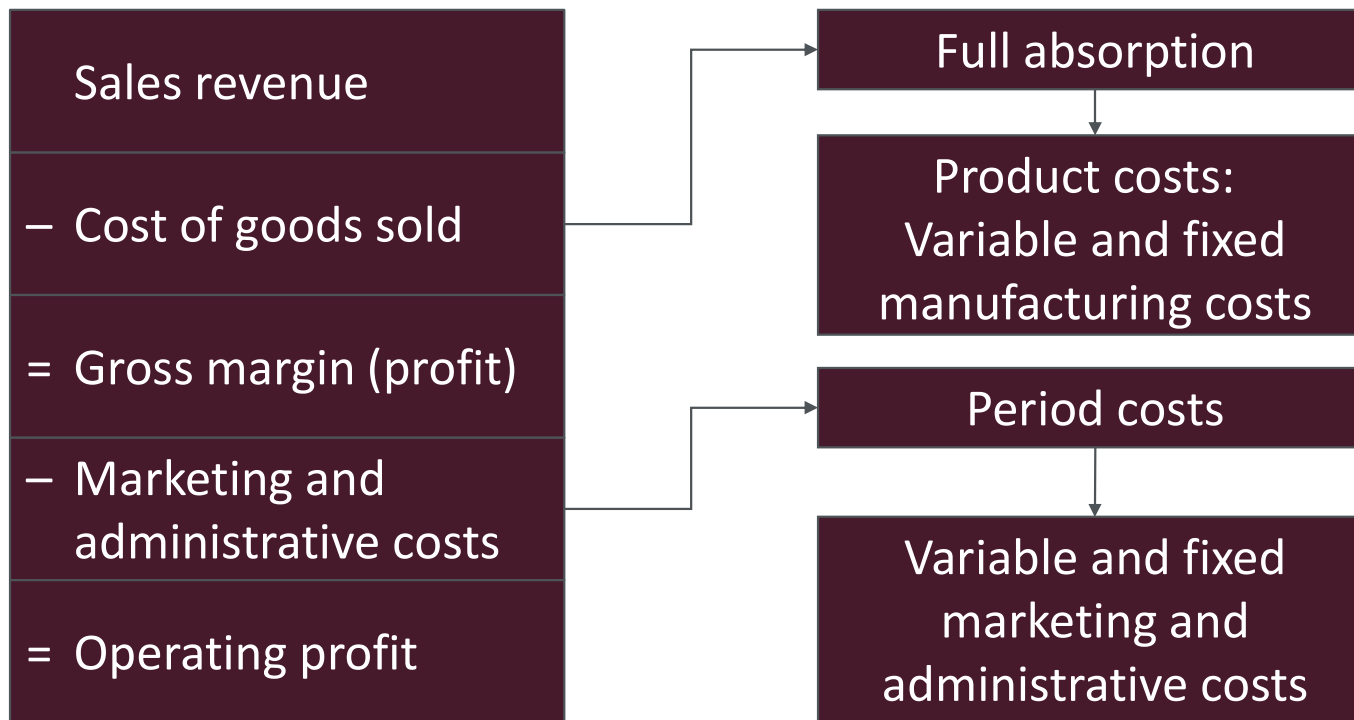 Sales revenue
– Cost of goods sold
= Gross margin (profit)
– Marketing and
administrative costs
= Operating profit
Full absorption
Product costs:
Variable and fixed
manufacturing costs
Period costs
Variable and fixed
marketing and
administrative costs